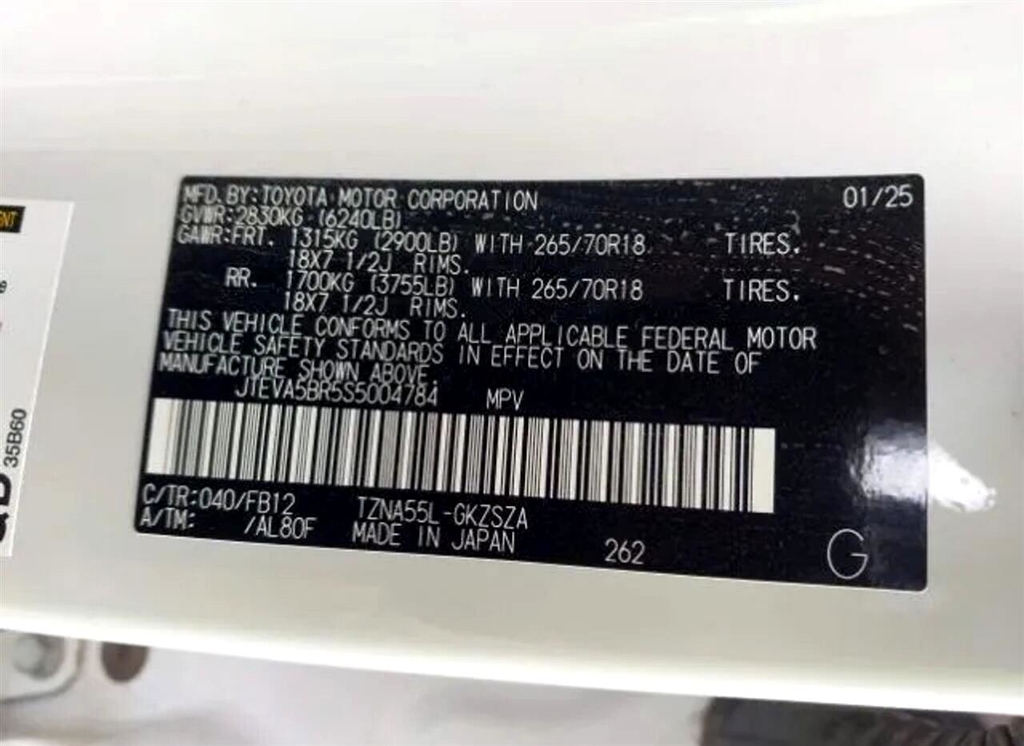 MFD.BY:TOYOTA MOTOR CORPORATION 01/25
GVWR:2830KG (6240LB)
GAWR:FRT. 1315KG (2900LB) WITH 265/70R18 TIRES.
18X7 1/2J RIMS.
RR. 1700KG (3755LB) WITH 265/70R18 TIRES.
18X7 1/2J RIMS.
THIS VEHICLE CONFORMS TO ALL APPLICABLE FEDERAL MOTOR
VEHICLE SAFETY STANDARDS IN EFFECT ON THE DATE OF
MANUFACTURE SHOWN ABOVE.
JTEVA5BR5S5004784 MPV
C/TR:040/FB12 TZNA55L-GKZSZA
A/TM: /AL80F MADE IN JAPAN 262 G
35B60